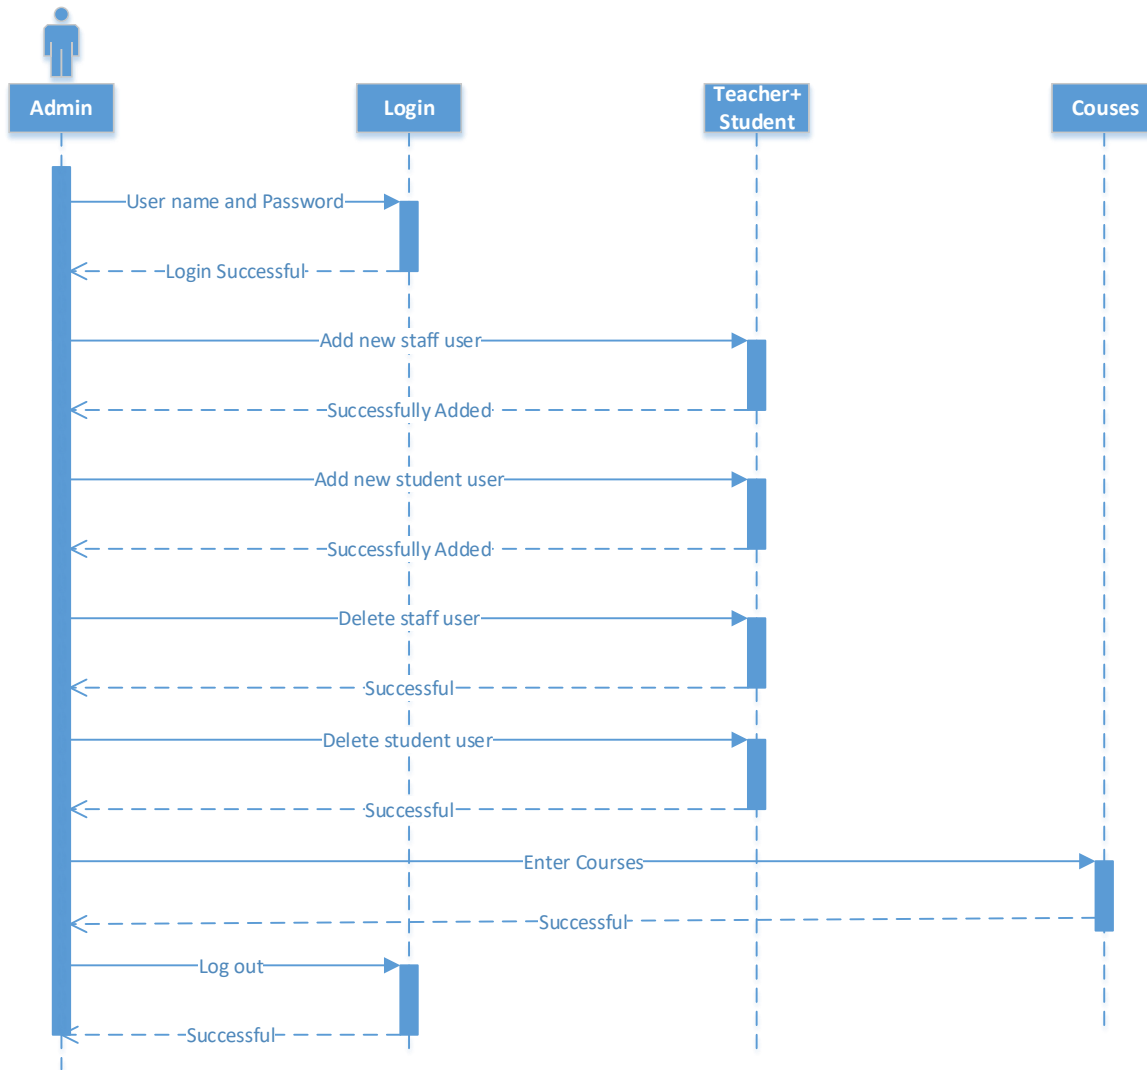 Admin
Login
Teacher+
Student
Couses
User name and Password
Login Successful
Add new staff user
Successfully Added
Add new student user
Successfully Added
Delete staff user
Successful
Delete student user
Successful
Enter Courses
Successful
Log out
Successful